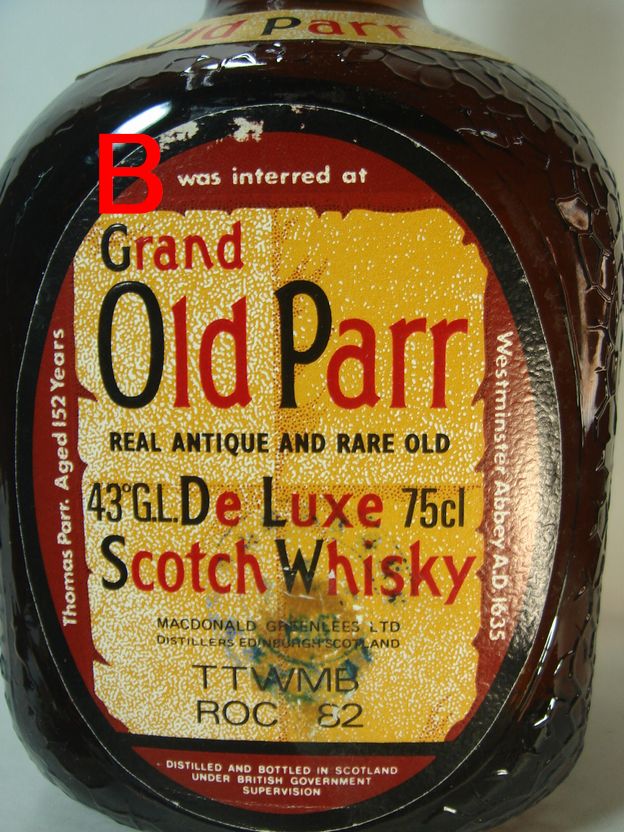 Old Parr
B
was interred at
Grand
Old Parr
REAL ANTIQUE AND RARE OLD
43°G.L. De Luxe 75cl
Scotch Whisky
MACDONALD GREENLEES LTD
DISTILLERS EDINBURGH SCOTLAND
TTWMB
ROC 82
Thomas Parr. Aged 152 Years
Westminster Abbey A.D. 1635
DISTILLED AND BOTTLED IN SCOTLAND
UNDER BRITISH GOVERNMENT
SUPERVISION